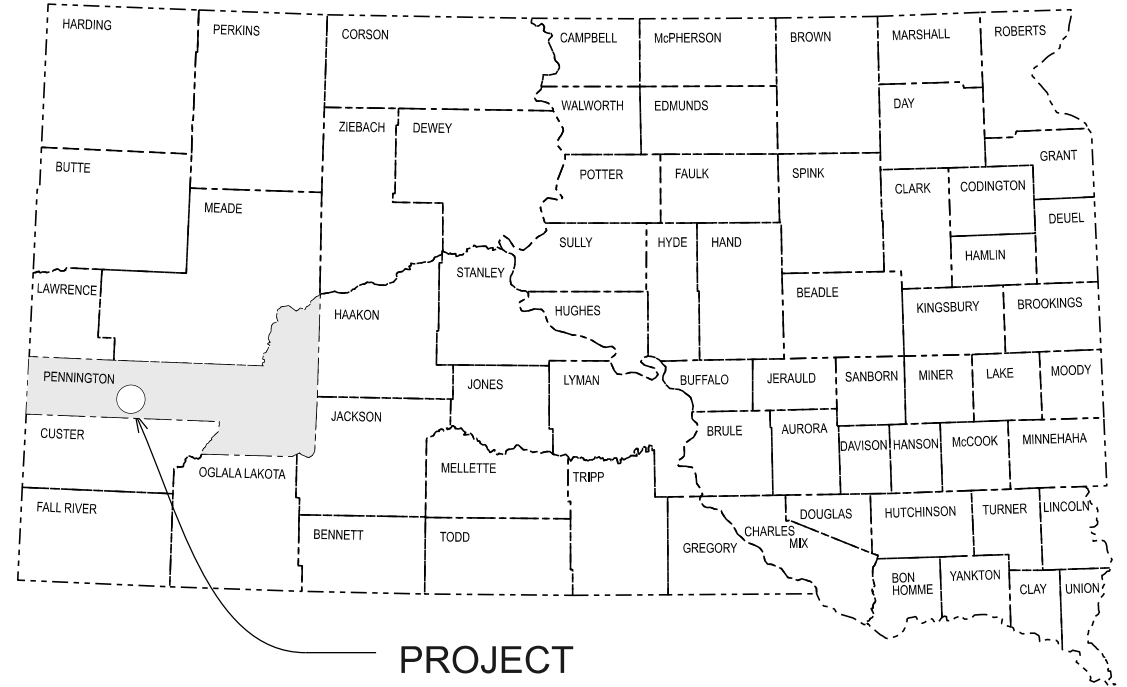 HARDING
PERKINS
CORSON
CAMPBELL
McPHERSON
BROWN
MARSHALL
ROBERTS
WALWORTH
EDMUNDS
DAY
ZIEBACH
DEWEY
GRANT
BUTTE
POTTER
FAULK
SPINK
CLARK
CODINGTON
MEADE
DEUEL
SULLY
HYDE
HAND
HAMLIN
STANLEY
LAWRENCE
BEADLE
HAAKON
HUGHES
KINGSBURY
BROOKINGS
PENNINGTON
JONES
LYMAN
BUFFALO
JERAULD
SANBORN
MINER
LAKE
MOODY
JACKSON
CUSTER
BRULE
AURORA
DAVISON
HANSON
McCOOK
MINNEHAHA
OGLALA LAKOTA
MELLETTE
TRIPP
FALL RIVER
DOUGLAS
HUTCHINSON
TURNER
LINCOLN
BENNETT
TODD
GREGORY
CHARLES
MIX
BON
HOMME
YANKTON
CLAY
UNION
PROJECT